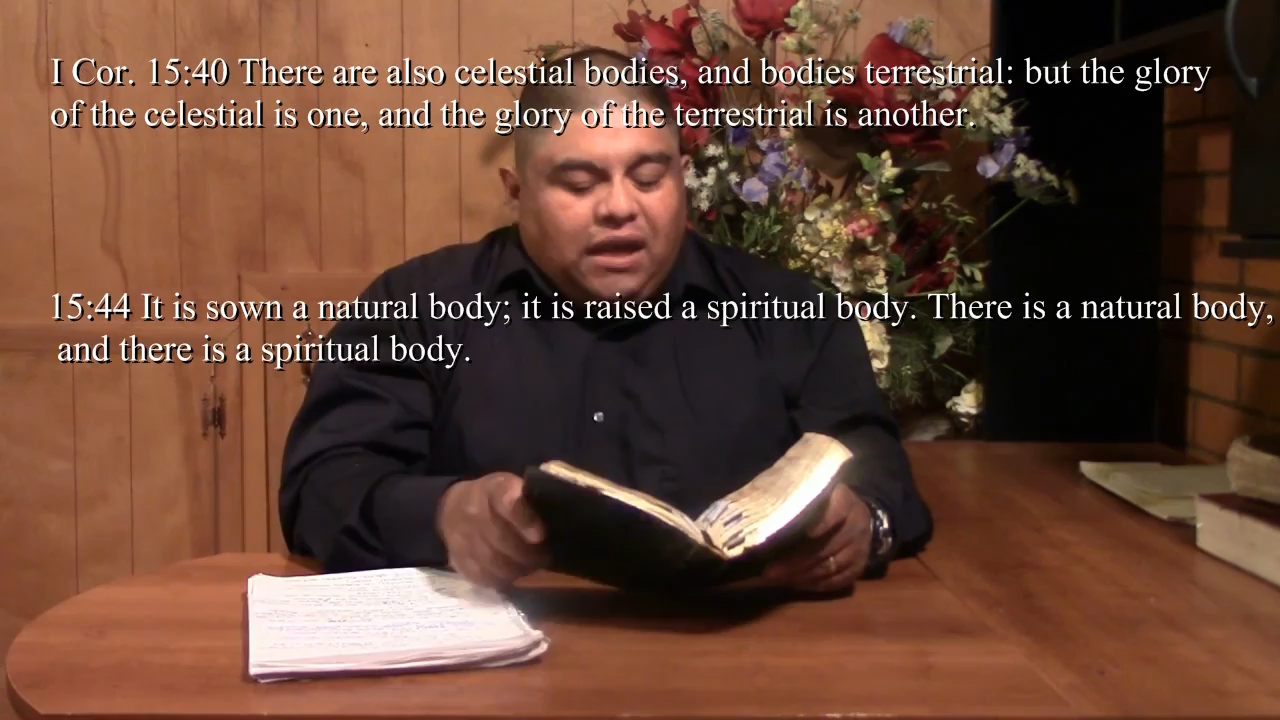 I Cor. 15:40 There are also celestial bodies, and bodies terrestrial: but the glory
of the celestial is one, and the glory of the terrestrial is another.
15:44 It is sown a natural body; it is raised a spiritual body. There is a natural body,
and there is a spiritual body.